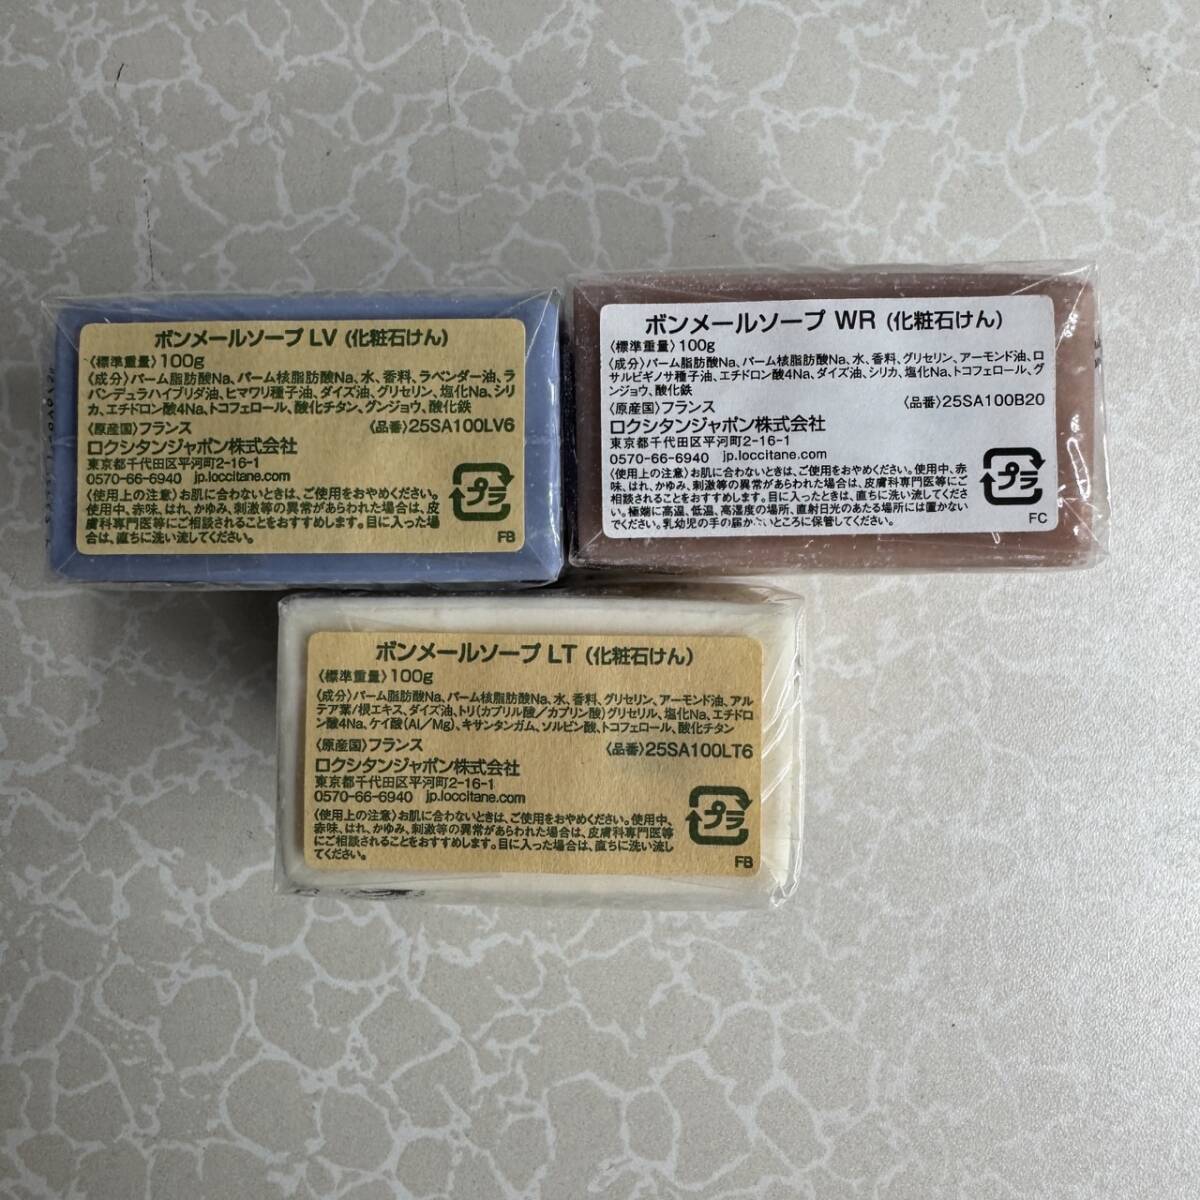 ボンメールソープ LV (化粧石けん)
〈標準重量〉100g
〈成分〉パーム脂肪酸Na、パーム核脂肪酸Na、水、香料、ラベンダー油、ラ
バンデュラハイブリダ油、ヒマワリ種子油、ダイズ油、グリセリン、塩化Na、シリ
カ、エチドロン酸4Na、トコフェロール、酸化チタン、グンジョウ、酸化鉄
〈原産国〉フランス 〈品番〉25SA100LV6
ロクシタンジャポン株式会社
東京都千代田区平河町2-16-1
0570-66-6940 jp.loccitane.com
〈使用上の注意〉お肌に合わないときは、ご使用をおやめください。
使用中、赤味、はれ、かゆみ、刺激等の異常があらわれた場合は、皮
膚科専門医等にご相談されることをおすすめします。目に入った場
合は、直ちに洗い流してください。
プラ
FB
ボンメールソープ WR (化粧石けん)
〈標準重量〉100g
〈成分〉パーム脂肪酸Na、パーム核脂肪酸Na、水、香料、グリセリン、アーモンド油、ロ
サルビギノサ種子油、エチドロン酸4Na、ダイズ油、シリカ、塩化Na、トコフェロール、グ
ンジョウ、酸化鉄
〈原産国〉フランス 〈品番〉25SA100B20
ロクシタンジャポン株式会社
東京都千代田区平河町2-16-1
0570-66-6940 jp.loccitane.com
〈使用上の注意〉お肌に合わないときは、ご使用をおやめください。使用中、赤
味、はれ、かゆみ、刺激等の異常があらわれた場合は、皮膚科専門医等にご
相談されることをおすすめします。目に入ったときは、直ちに洗い流してくださ
い。極端に高温、低温、高湿度の場所、直射日光のあたる場所には置かない
でください。乳幼児の手の届かないところに保管してください。
プラ
FC
ボンメールソープ LT (化粧石けん)
〈標準重量〉100g
〈成分〉パーム脂肪酸Na、パーム核脂肪酸Na、水、香料、グリセリン、アーモンド油、アル
テア葉/根エキス、ダイズ油、トリ(カプリル酸/カプリン酸)グリセリル、塩化Na、エチドロ
ン酸4Na、ケイ酸(Al/Mg)、キサンタンガム、ソルビン酸、トコフェロール、酸化チタン
〈原産国〉フランス 〈品番〉25SA100LT6
ロクシタンジャポン株式会社
東京都千代田区平河町2-16-1
0570-66-6940 jp.loccitane.com
〈使用上の注意〉お肌に合わないときは、ご使用をおやめください。使用中、
赤味、はれ、かゆみ、刺激等の異常があらわれた場合は、皮膚科専門医等
にご相談されることをおすすめします。目に入った場合は、直ちに洗い流し
てください。
プラ
FB